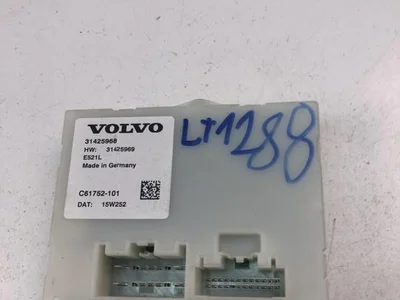 VOLVO
31425968
HW: 31425969
E521L
Made in Germany
C61752-101
DAT: 15W252
LT1288